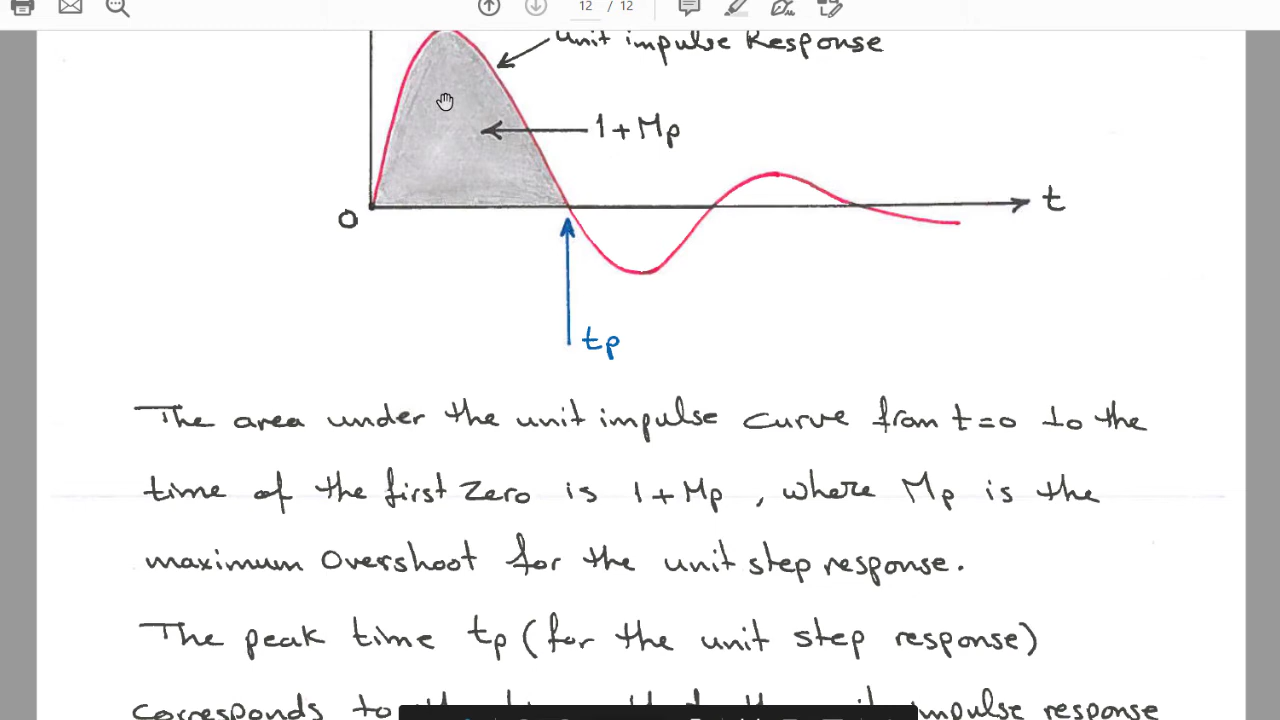 12 / 12
unit impulse Response
1 + Mp
0
t
tp
The area under the unit impulse curve from t=0 to the
time of the first zero is 1 + Mp , where Mp is the
maximum Overshoot for the unit step response.
The peak time tp (for the unit step response)
corresponds to impulse response